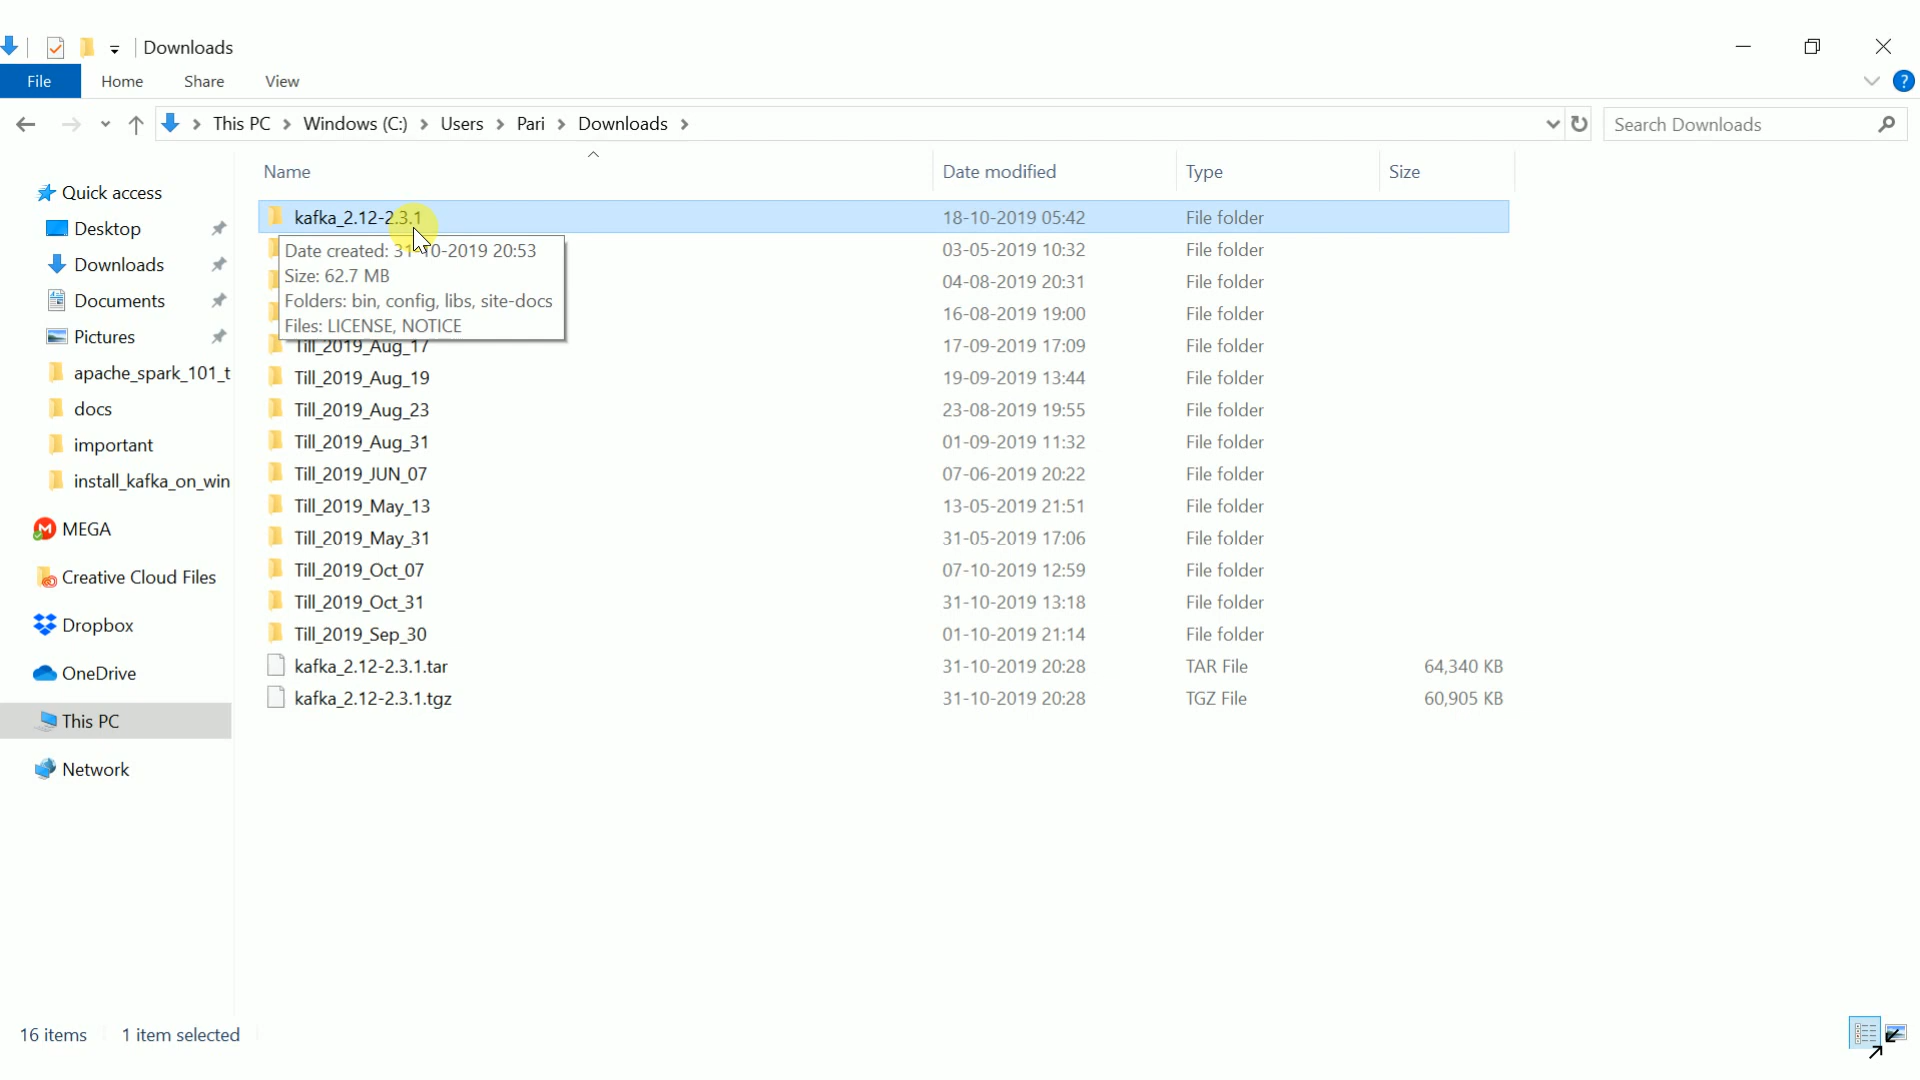 Downloads
File Home Share View ?
This PC Windows (C:) Users Pari Downloads
Search Downloads
Name Date modified Type Size
Quick access
Desktop
Downloads
Documents
Pictures
apache_spark_101_t
docs
important
install_kafka_on_win
MEGA
Creative Cloud Files
Dropbox
OneDrive
This PC
Network
kafka_2.12-2.3.1 18-10-2019 05:42 File folder
Date created: 31-10-2019 20:53
Size: 62.7 MB
Folders: bin, config, libs, site-docs
Files: LICENSE, NOTICE
03-05-2019 10:32 File folder
04-08-2019 20:31 File folder
16-08-2019 19:00 File folder
Till_2019_Aug_17 17-09-2019 17:09 File folder
Till_2019_Aug_19 19-09-2019 13:44 File folder
Till_2019_Aug_23 23-08-2019 19:55 File folder
Till_2019_Aug_31 01-09-2019 11:32 File folder
Till_2019_JUN_07 07-06-2019 20:22 File folder
Till_2019_May_13 13-05-2019 21:51 File folder
Till_2019_May_31 31-05-2019 17:06 File folder
Till_2019_Oct_07 07-10-2019 12:59 File folder
Till_2019_Oct_31 31-10-2019 13:18 File folder
Till_2019_Sep_30 01-10-2019 21:14 File folder
kafka_2.12-2.3.1.tar 31-10-2019 20:28 TAR File 64,340 KB
kafka_2.12-2.3.1.tgz 31-10-2019 20:28 TGZ File 60,905 KB
16 items 1 item selected